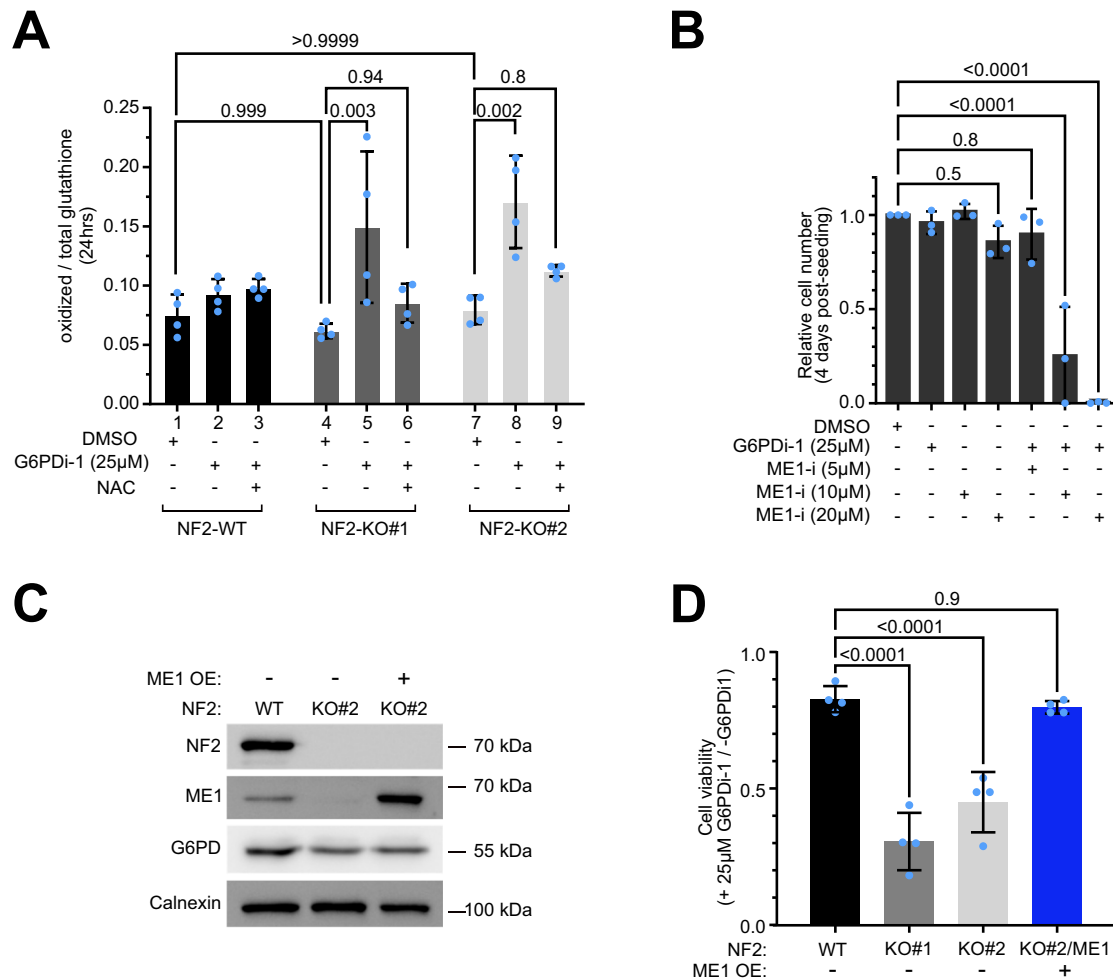 A
>0.9999
0.94
0.8
0.999
0.003
0.002
oxidized / total glutathione
(24hrs)
0.25
0.20
0.15
0.10
0.05
0.00
1 2 3 4 5 6 7 8 9
DMSO + - - + - - + - -
G6PDi-1 (25µM) - + + - + + - + +
NAC - - + - - + - - +
NF2-WT NF2-KO#1 NF2-KO#2
B
<0.0001
<0.0001
0.8
0.5
Relative cell number
(4 days post-seeding)
1.0
0.5
0.0
DMSO + - - - - - -
G6PDi-1 (25µM) - + - - + + +
ME1-i (5µM) - - - - + - -
ME1-i (10µM) - - + - - + -
ME1-i (20µM) - - - + - - +
C
ME1 OE: - - +
NF2: WT KO#2 KO#2
NF2 70 kDa
ME1 70 kDa
G6PD 55 kDa
Calnexin 100 kDa
D
0.9
<0.0001
<0.0001
Cell viability
(+ 25µM G6PDi-1 / -G6PDi1)
1.0
0.5
0.0
NF2: WT KO#1 KO#2 KO#2/ME1
ME1 OE: - - - +